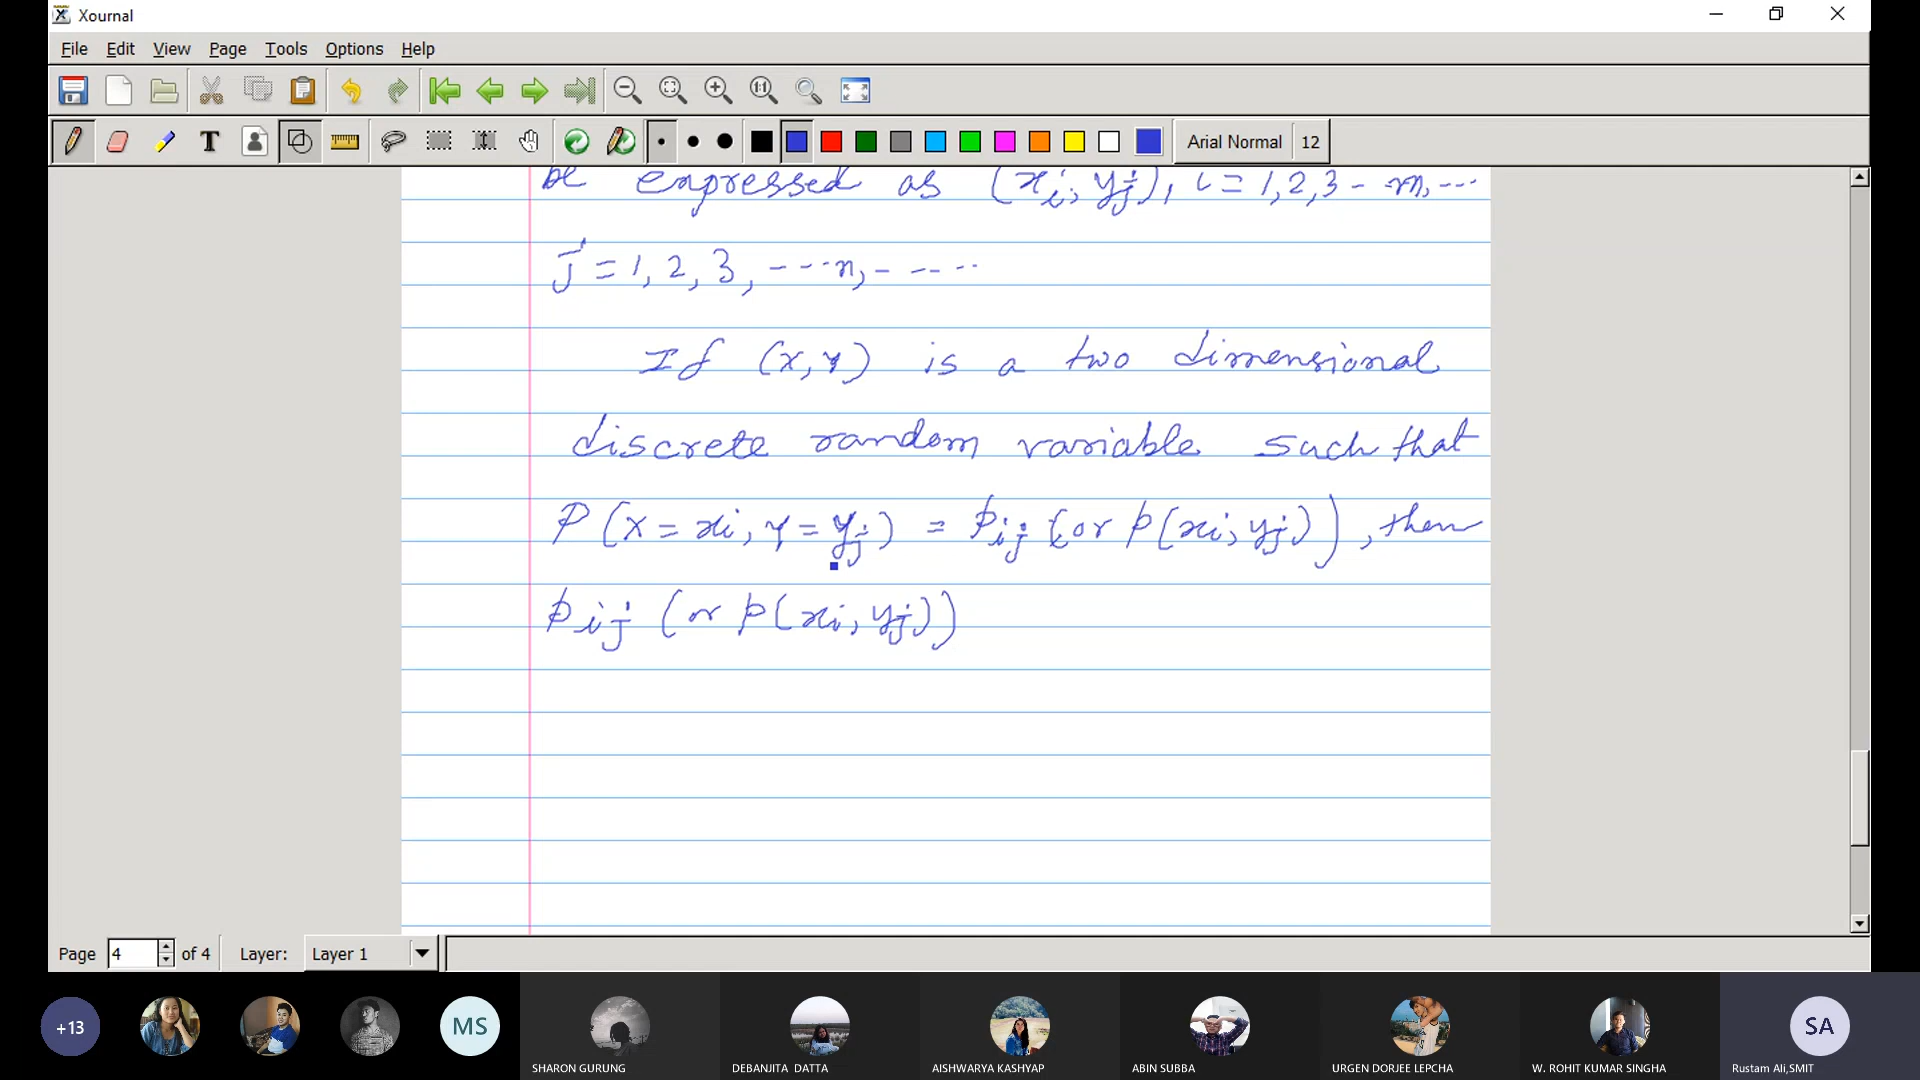 Xournal
File Edit View Page Tools Options Help
Arial Normal 12
be expressed as (xi, yj), i = 1,2,3 - - m, ---
j = 1, 2, 3, - - - n, - -- --
If (X,Y) is a two dimensional
discrete random variable such that
P(X = xi, Y = yj) = pij (or p(xi, yj)), then
pij (or p(xi, yj))
Page 4 of 4 Layer: Layer 1
+13 MS SA
SHARON GURUNG DEBANJITA DATTA AISHWARYA KASHYAP ABIN SUBBA URGEN DORJEE LEPCHA W. ROHIT KUMAR SINGHA Rustam Ali,SMIT